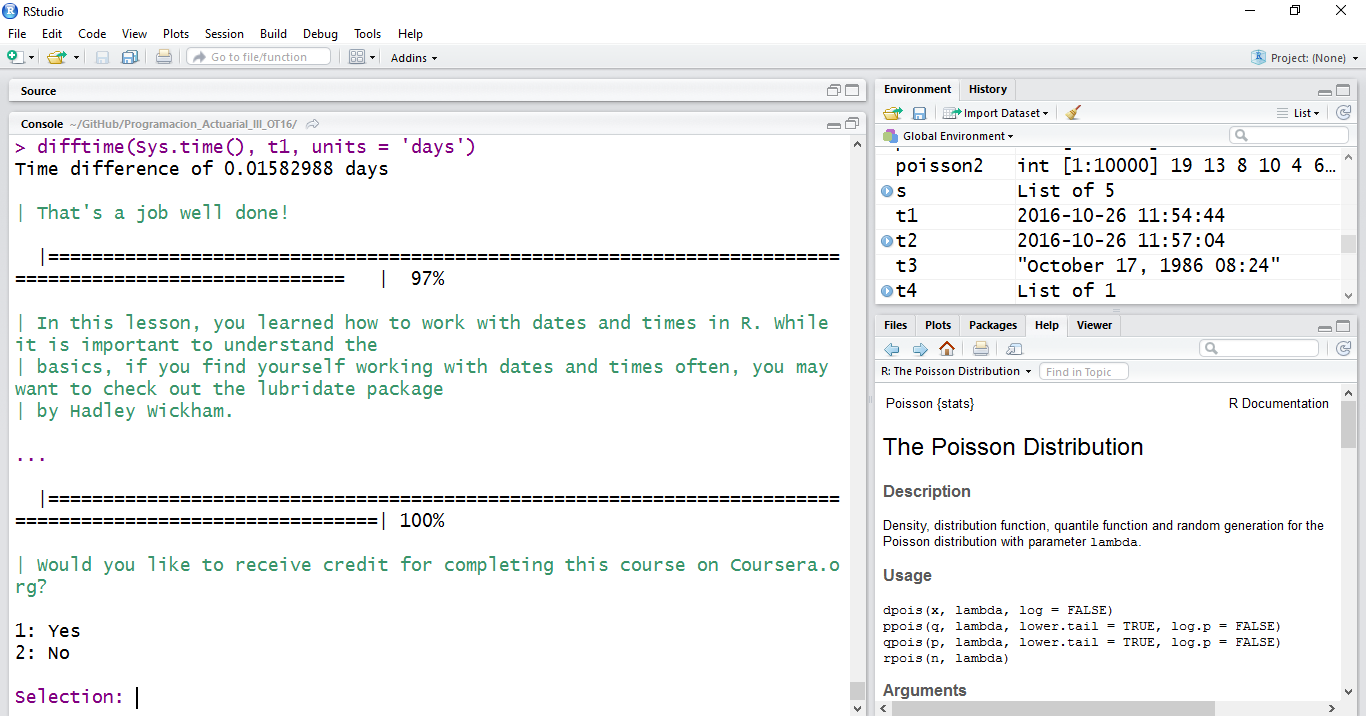 RStudio
File Edit Code View Plots Session Build Debug Tools Help
Go to file/function Addins Project: (None)
Source
Console ~/GitHub/Programacion_Actuarial_III_OT16/
> difftime(Sys.time(), t1, units = 'days')
Time difference of 0.01582988 days
| That's a job well done!
|========================================================================
============================== | 97%
| In this lesson, you learned how to work with dates and times in R. While
it is important to understand the
| basics, if you find yourself working with dates and times often, you may
want to check out the lubridate package
| by Hadley Wickham.
...
|========================================================================
=================================| 100%
| Would you like to receive credit for completing this course on Coursera.o
rg?
1: Yes
2: No
Selection:
Environment History
Import Dataset List
Global Environment
poisson2 int [1:10000] 19 13 8 10 4 6…
s List of 5
t1 2016-10-26 11:54:44
t2 2016-10-26 11:57:04
t3 "October 17, 1986 08:24"
t4 List of 1
Files Plots Packages Help Viewer
R: The Poisson Distribution Find in Topic
Poisson {stats} R Documentation
The Poisson Distribution
Description
Density, distribution function, quantile function and random generation for the
Poisson distribution with parameter lambda.
Usage
dpois(x, lambda, log = FALSE)
ppois(q, lambda, lower.tail = TRUE, log.p = FALSE)
qpois(p, lambda, lower.tail = TRUE, log.p = FALSE)
rpois(n, lambda)
Arguments